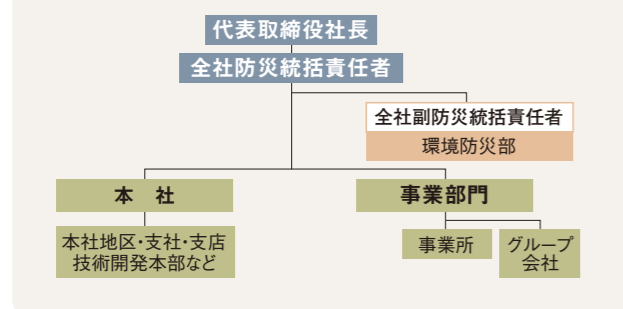 代表取締役社長
全社防災統括責任者
全社副防災統括責任者
環境防災部
本　社
事業部門
本社地区・支社・支店
技術開発本部など
事業所
グループ
会社